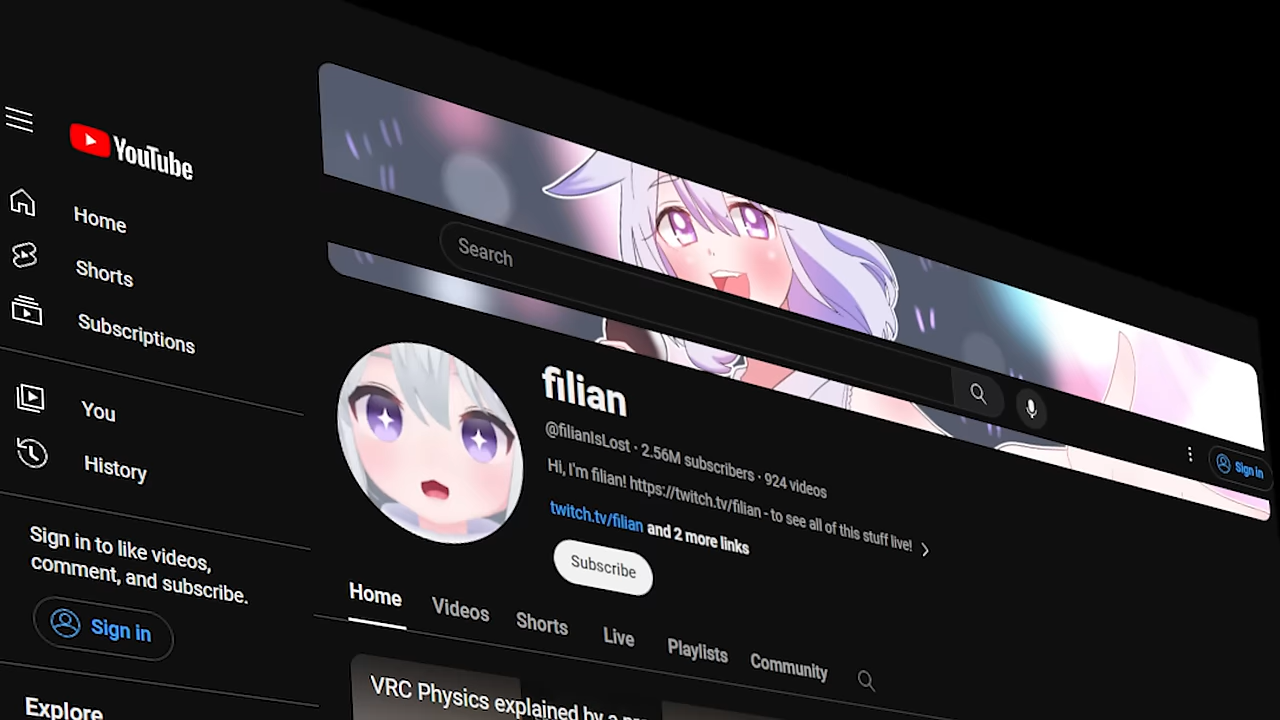 YouTube
Home
Shorts
Subscriptions
You
History
Sign in to like videos,
comment, and subscribe.
Sign in
Explore
Search
Sign in
filian
@filianIsLost · 2.56M subscribers · 924 videos
Hi, I'm filian! https://twitch.tv/filian - to see all of this stuff live!
twitch.tv/filian and 2 more links
Subscribe
Home Videos Shorts Live Playlists Community
VRC Physics explained by a